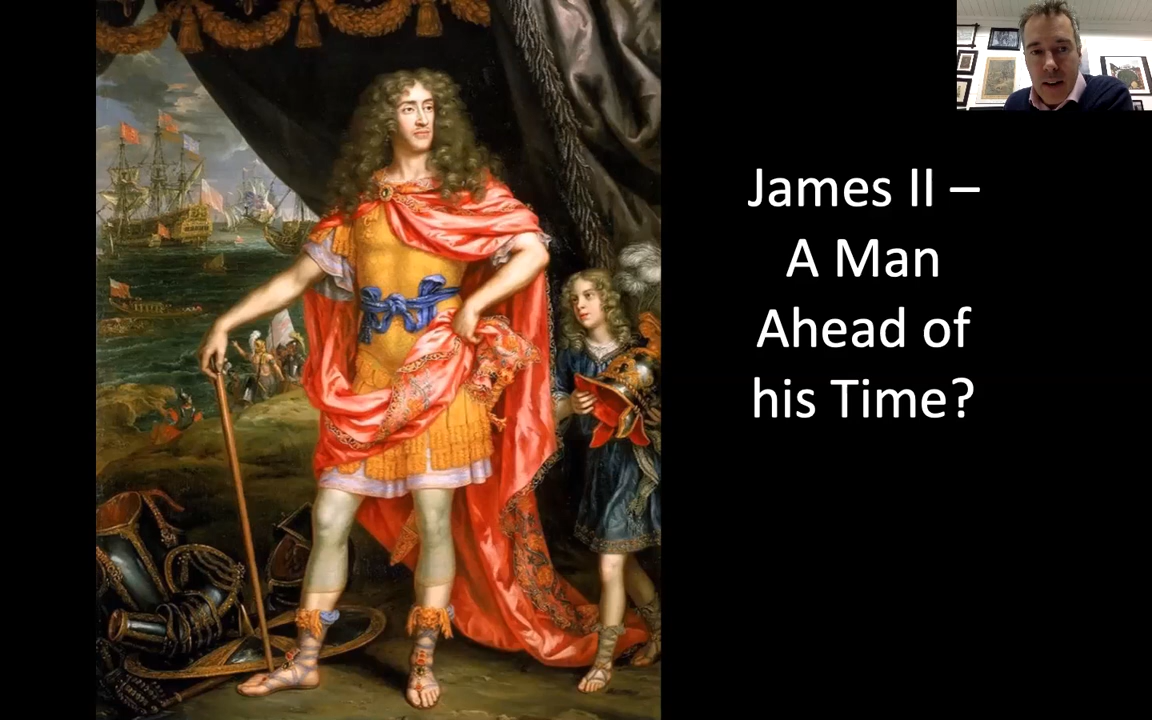 James II –
A Man
Ahead of
his Time?